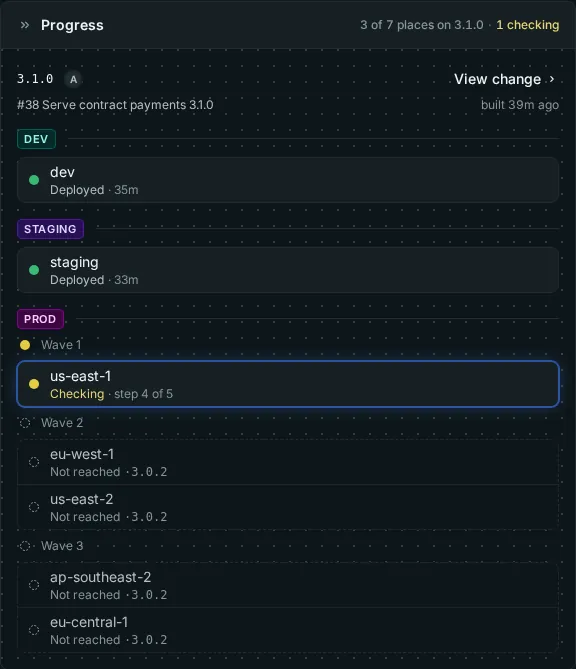 » Progress 3 of 7 places on 3.1.0 · 1 checking
3.1.0 A View change ›
#38 Serve contract payments 3.1.0 built 39m ago
DEV
dev
Deployed · 35m
STAGING
staging
Deployed · 33m
PROD
Wave 1
us-east-1
Checking · step 4 of 5
Wave 2
eu-west-1
Not reached ·3.0.2
us-east-2
Not reached ·3.0.2
Wave 3
ap-southeast-2
Not reached ·3.0.2
eu-central-1
Not reached ·3.0.2